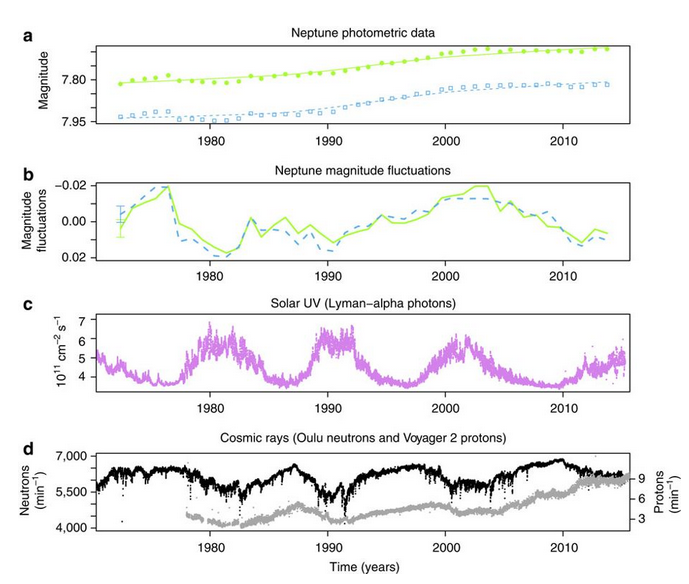 a
Neptune photometric data
Magnitude
7.80
7.95
1980 1990 2000 2010
b
Neptune magnitude fluctuations
Magnitude
fluctuations
−0.02
0.00
0.02
1980 1990 2000 2010
c
Solar UV (Lyman−alpha photons)
10¹¹ cm⁻² s⁻¹
7
6
5
4
1980 1990 2000 2010
d
Cosmic rays (Oulu neutrons and Voyager 2 protons)
Neutrons
(min⁻¹)
7,000
5,500
4,000
9
6
3
Protons
(min⁻¹)
1980 1990 2000 2010
Time (years)